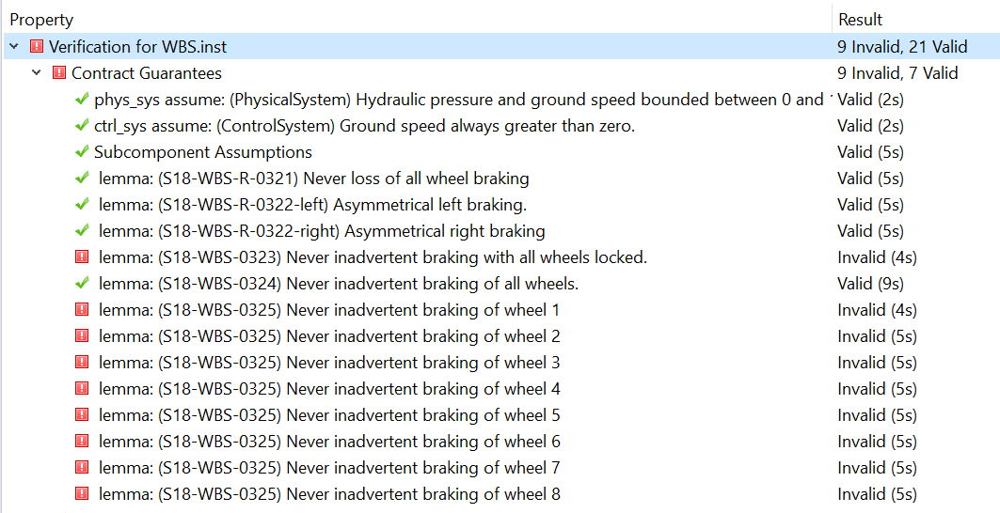 Property Result
Verification for WBS.inst 9 Invalid, 21 Valid
Contract Guarantees 9 Invalid, 7 Valid
phys_sys assume: (PhysicalSystem) Hydraulic pressure and ground speed bounded between 0 and Valid (2s)
ctrl_sys assume: (ControlSystem) Ground speed always greater than zero. Valid (2s)
Subcomponent Assumptions Valid (5s)
lemma: (S18-WBS-R-0321) Never loss of all wheel braking Valid (5s)
lemma: (S18-WBS-R-0322-left) Asymmetrical left braking. Valid (5s)
lemma: (S18-WBS-R-0322-right) Asymmetrical right braking Valid (5s)
lemma: (S18-WBS-0323) Never inadvertent braking with all wheels locked. Invalid (4s)
lemma: (S18-WBS-0324) Never inadvertent braking of all wheels. Valid (9s)
lemma: (S18-WBS-0325) Never inadvertent braking of wheel 1 Invalid (4s)
lemma: (S18-WBS-0325) Never inadvertent braking of wheel 2 Invalid (5s)
lemma: (S18-WBS-0325) Never inadvertent braking of wheel 3 Invalid (5s)
lemma: (S18-WBS-0325) Never inadvertent braking of wheel 4 Invalid (5s)
lemma: (S18-WBS-0325) Never inadvertent braking of wheel 5 Invalid (5s)
lemma: (S18-WBS-0325) Never inadvertent braking of wheel 6 Invalid (5s)
lemma: (S18-WBS-0325) Never inadvertent braking of wheel 7 Invalid (5s)
lemma: (S18-WBS-0325) Never inadvertent braking of wheel 8 Invalid (5s)